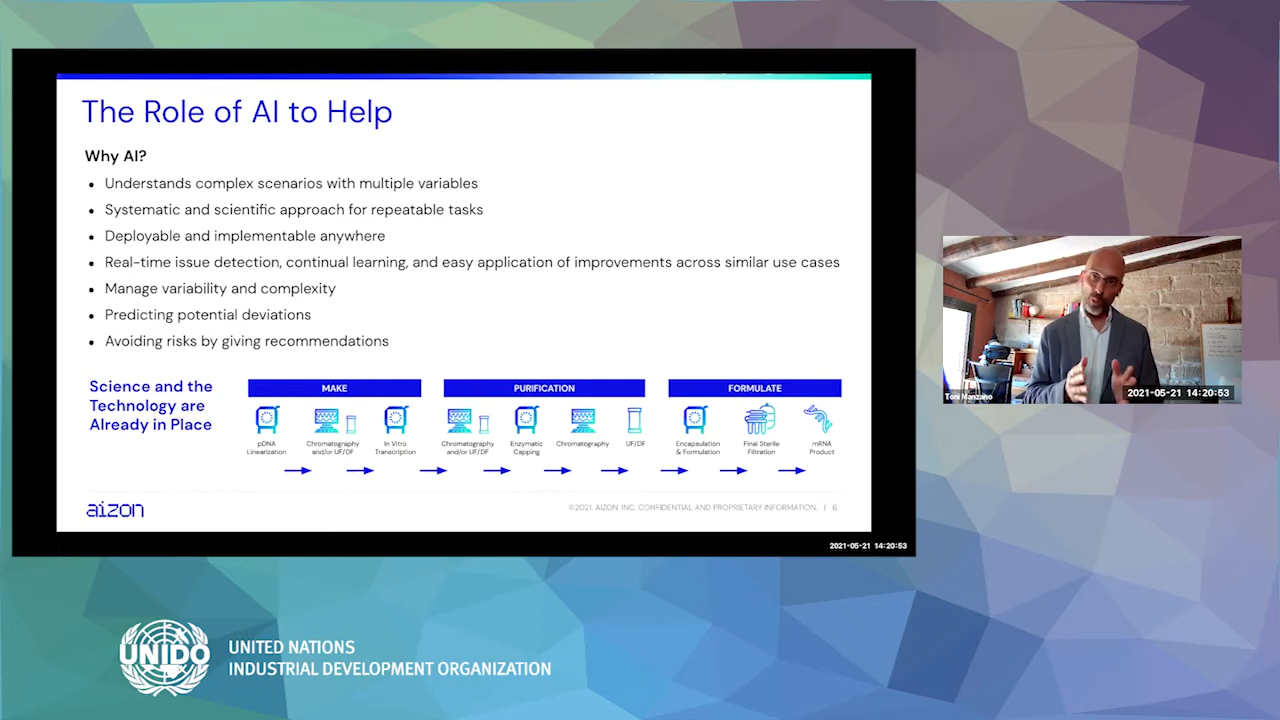 The Role of AI to Help
Why AI?
• Understands complex scenarios with multiple variables
• Systematic and scientific approach for repeatable tasks
• Deployable and implementable anywhere
• Real-time issue detection, continual learning, and easy application of improvements across similar use cases
• Manage variability and complexity
• Predicting potential deviations
• Avoiding risks by giving recommendations
Science and the
Technology are
Already in Place
MAKE
pDNA
Linearization
Chromatography
and/or UF/DF
In Vitro
Transcription
PURIFICATION
Chromatography
and/or UF/DF
Enzymatic
Capping
Chromatography
UF/DF
FORMULATE
Encapsulation
& Formulation
Final Sterile
Filtration
mRNA
Product
aizon
©2021. AIZON, INC. CONFIDENTIAL AND PROPRIETARY INFORMATION. | 6
2021-05-21 14:20:53
Toni Manzano
2021-05-21 14:20:53
UNIDO
UNITED NATIONS
INDUSTRIAL DEVELOPMENT ORGANIZATION